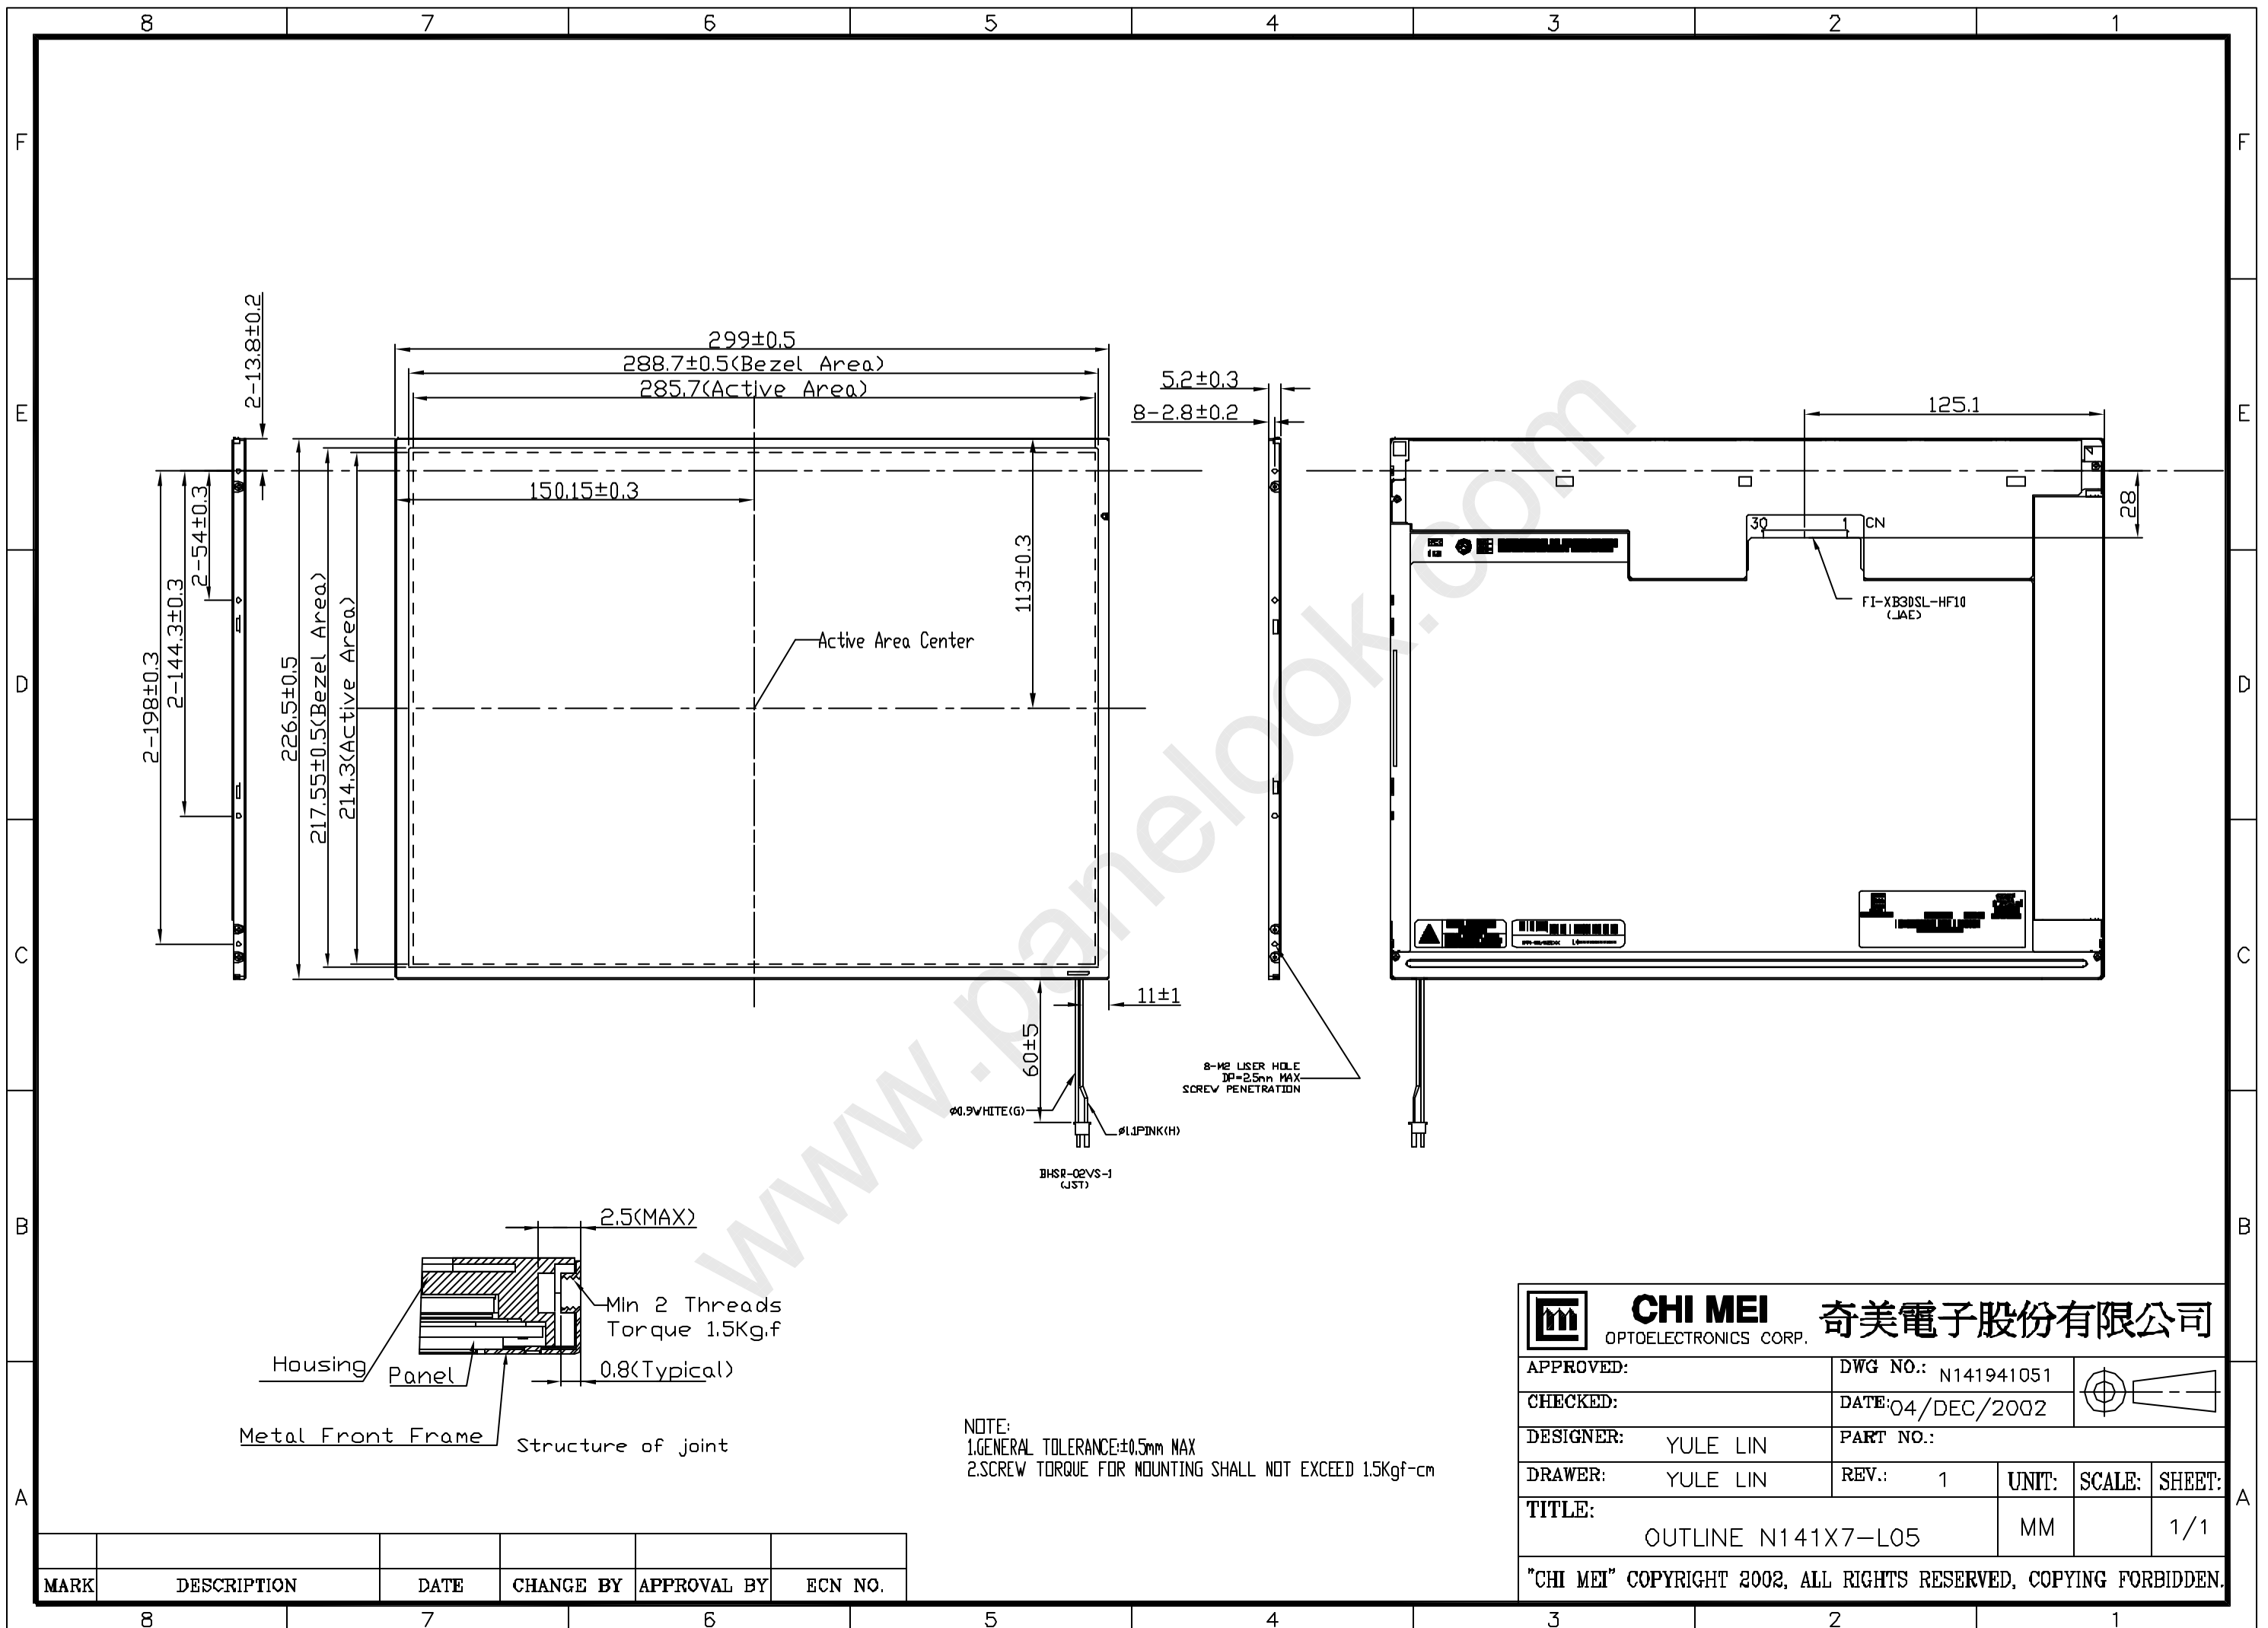 8 7 6 5 4 3 2 1
F F
E E
D D
C C
B B
A A
2-13.8±0.2
299±0.5
288.7±0.5(Bezel Area)
285.7(Active Area)
150.15±0.3
113±0.3
2-54±0.3
2-144.3±0.3
2-198±0.3
226.5±0.5
217.55±0.5(Bezel Area)
214.3(Active Area)
Active Area Center
11±1
60±5
ø0.9WHITE(G)
ø1.1PINK(H)
BHSR-02VS-1
(JST)
5.2±0.3
8-2.8±0.2
8-M2 USER HOLE
DP=2.5mm MAX
SCREW PENETRATION
125.1
28
30 1 CN
FI-XB30SL-HF10
(JAE)
www.panelook.com
2.5(MAX)
MIn 2 Threads
Torque 1.5Kg.f
0.8(Typical)
Housing
Panel
Metal Front Frame
Structure of joint
NOTE:
1.GENERAL TOLERANCE:±0.5mm MAX
2.SCREW TORQUE FOR MOUNTING SHALL NOT EXCEED 1.5Kgf-cm
CHI MEI
OPTOELECTRONICS CORP.
奇美電子股份有限公司
APPROVED:
DWG NO.: N141941051
CHECKED:
DATE: 04/DEC/2002
DESIGNER: YULE LIN
PART NO.:
DRAWER: YULE LIN
REV.: 1
UNIT: SCALE: SHEET:
TITLE:
OUTLINE N141X7-L05
MM 1/1
"CHI MEI" COPYRIGHT 2002, ALL RIGHTS RESERVED, COPYING FORBIDDEN.
MARK DESCRIPTION DATE CHANGE BY APPROVAL BY ECN NO.
8 7 6 5 4 3 2 1